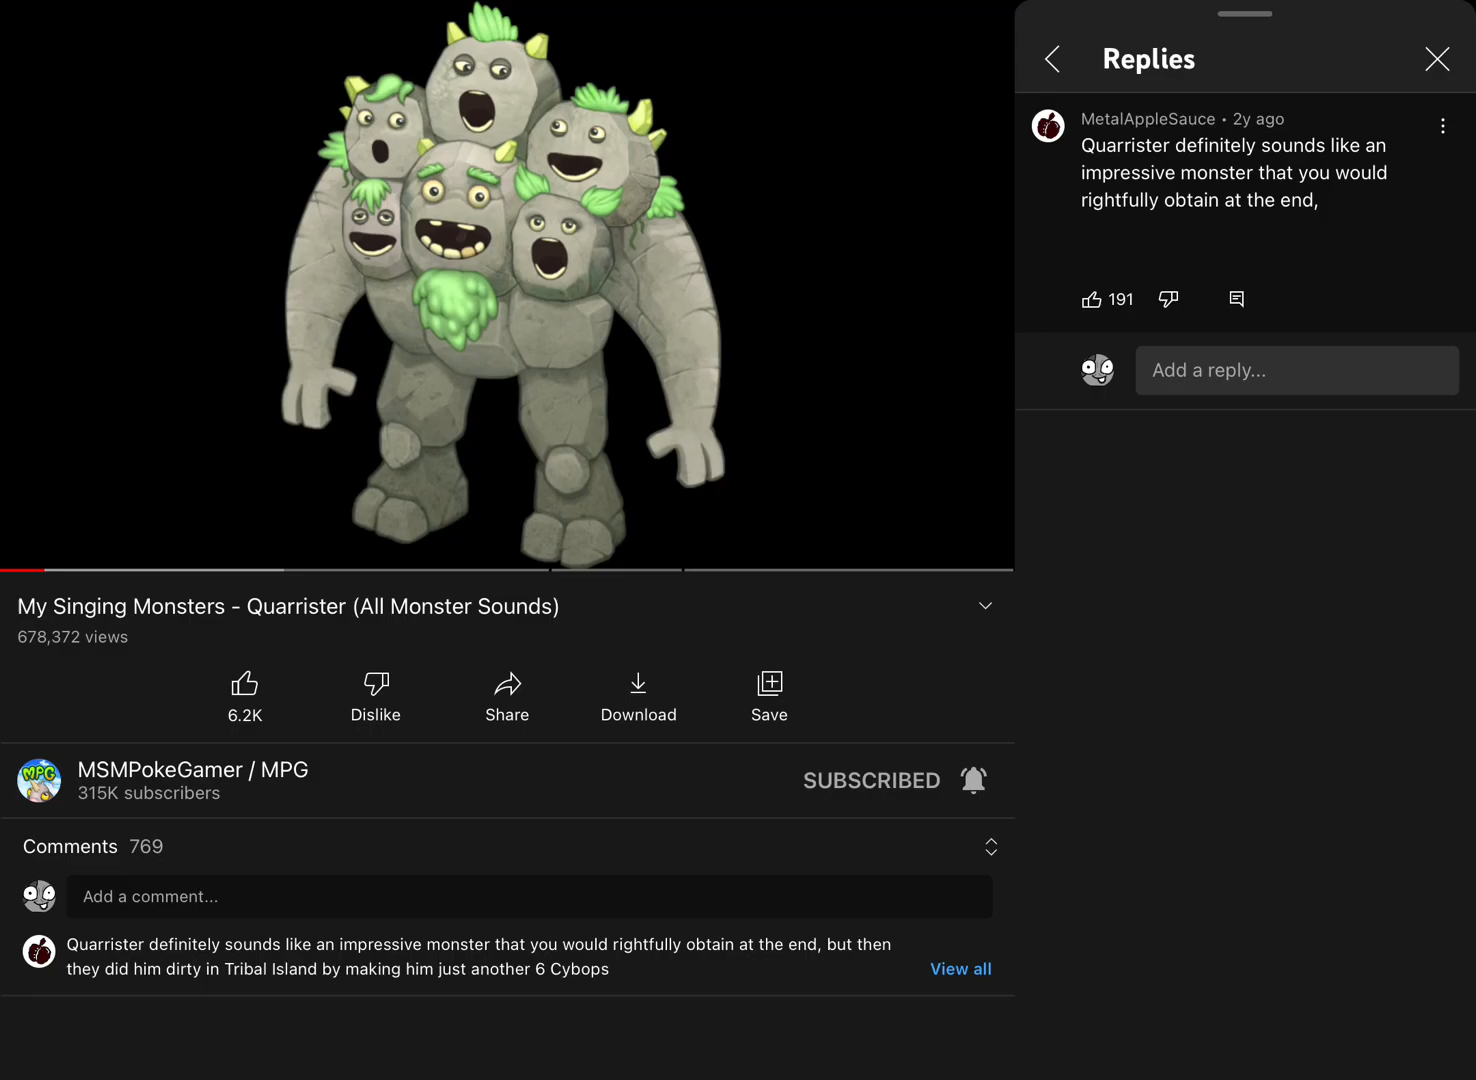 Replies
MetalAppleSauce • 2y ago
Quarrister definitely sounds like an
impressive monster that you would
rightfully obtain at the end,
191
Add a reply...
My Singing Monsters - Quarrister (All Monster Sounds)
678,372 views
6.2K
Dislike
Share
Download
Save
MPG
MSMPokeGamer / MPG
315K subscribers
SUBSCRIBED
Comments 769
Add a comment...
Quarrister definitely sounds like an impressive monster that you would rightfully obtain at the end, but then
they did him dirty in Tribal Island by making him just another 6 Cybops
View all